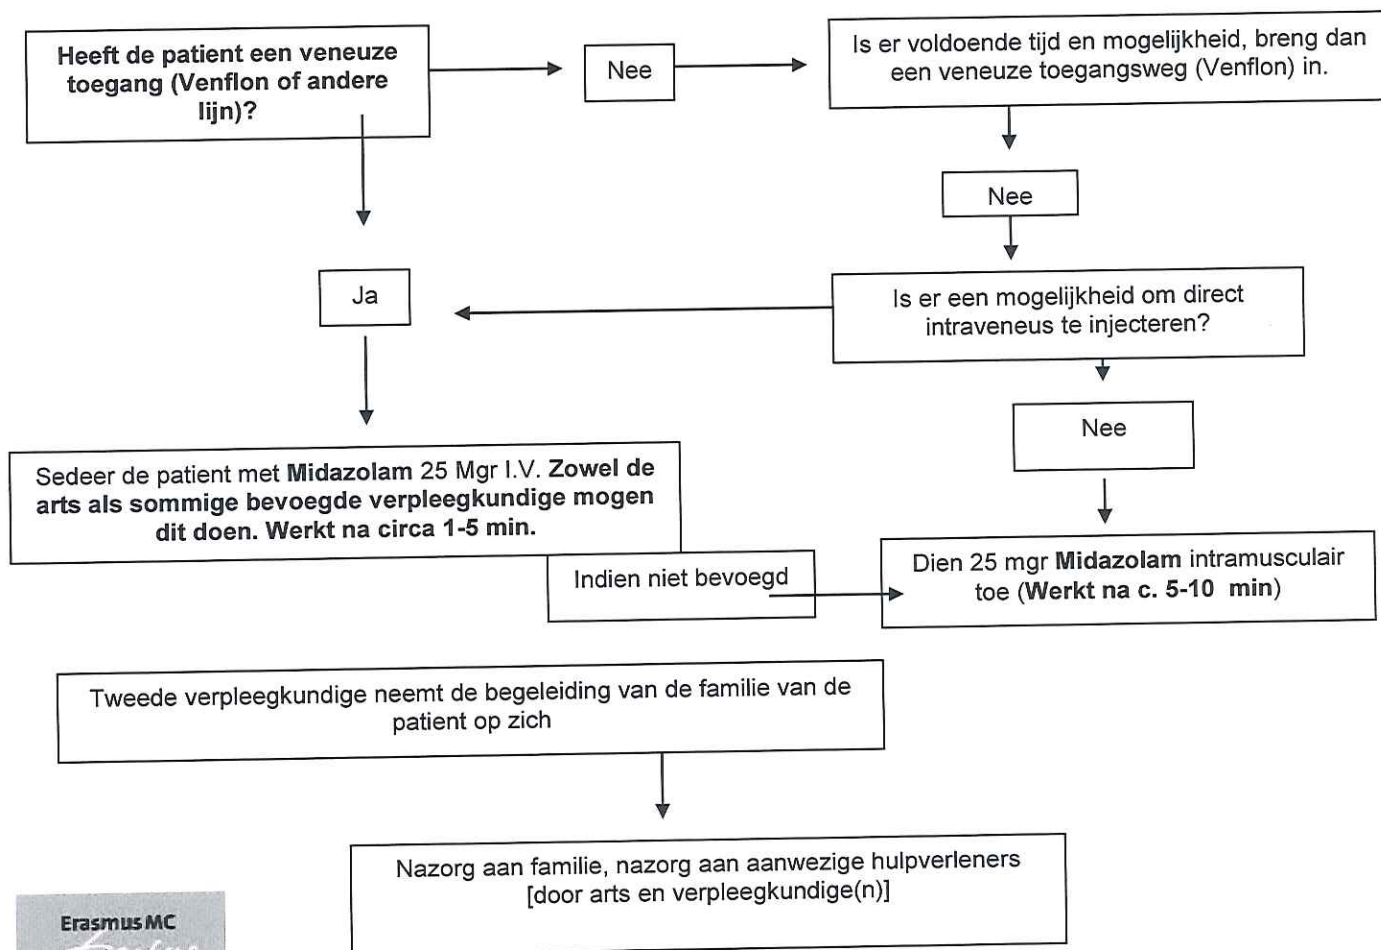 Heeft de patient een veneuze
toegang (Venflon of andere
lijn)?
Nee
Is er voldoende tijd en mogelijkheid, breng dan
een veneuze toegangsweg (Venflon) in.
Nee
Ja
Is er een mogelijkheid om direct
intraveneus te injecteren?
Nee
Sedeer de patient met Midazolam 25 Mgr I.V. Zowel de
arts als sommige bevoegde verpleegkundige mogen
dit doen. Werkt na circa 1-5 min.
Indien niet bevoegd
Dien 25 mgr Midazolam intramusculair
toe (Werkt na c. 5-10 min)
Tweede verpleegkundige neemt de begeleiding van de familie van de
patient op zich
Nazorg aan familie, nazorg aan aanwezige hulpverleners
[door arts en verpleegkundige(n)]
Erasmus MC